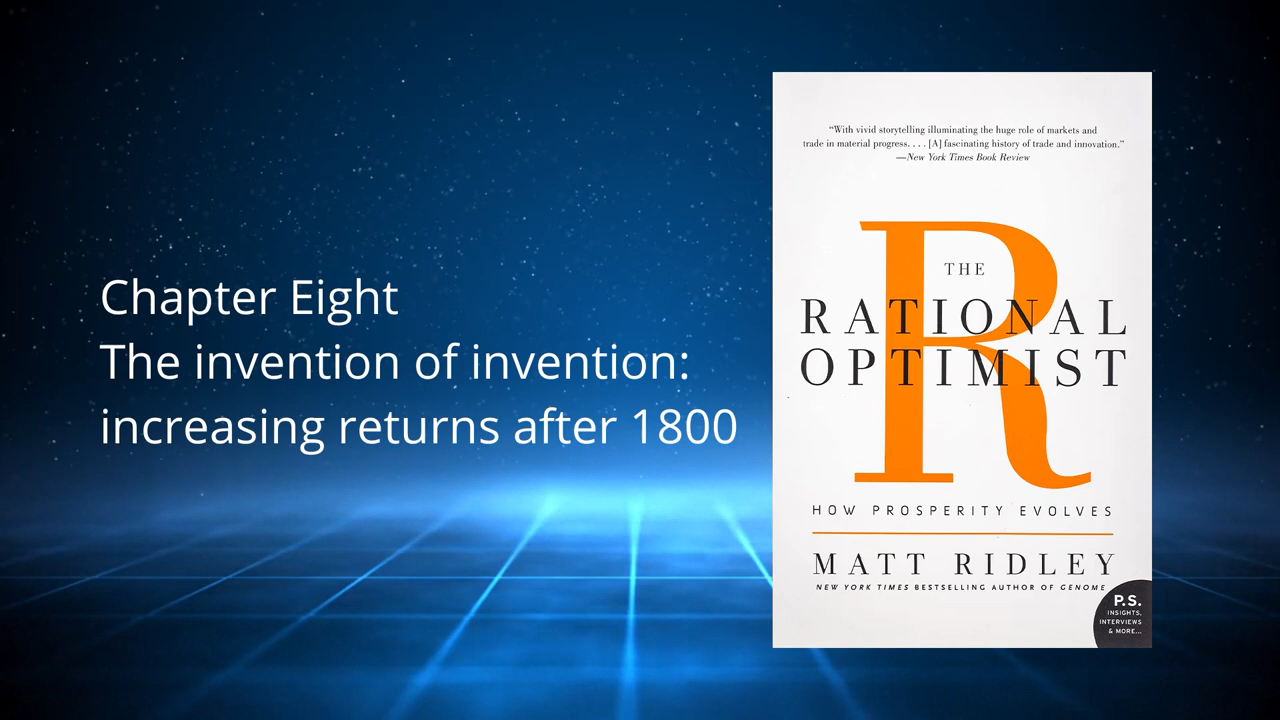 Chapter Eight
The invention of invention:
increasing returns after 1800
“With vivid storytelling illuminating the huge role of markets and
trade in material progress. . . . [A] fascinating history of trade and innovation.”
—New York Times Book Review
R
THE
RATIONAL
OPTIMIST
HOW PROSPERITY EVOLVES
MATT RIDLEY
NEW YORK TIMES BESTSELLING AUTHOR OF GENOME
P.S.
INSIGHTS,
INTERVIEWS
& MORE...